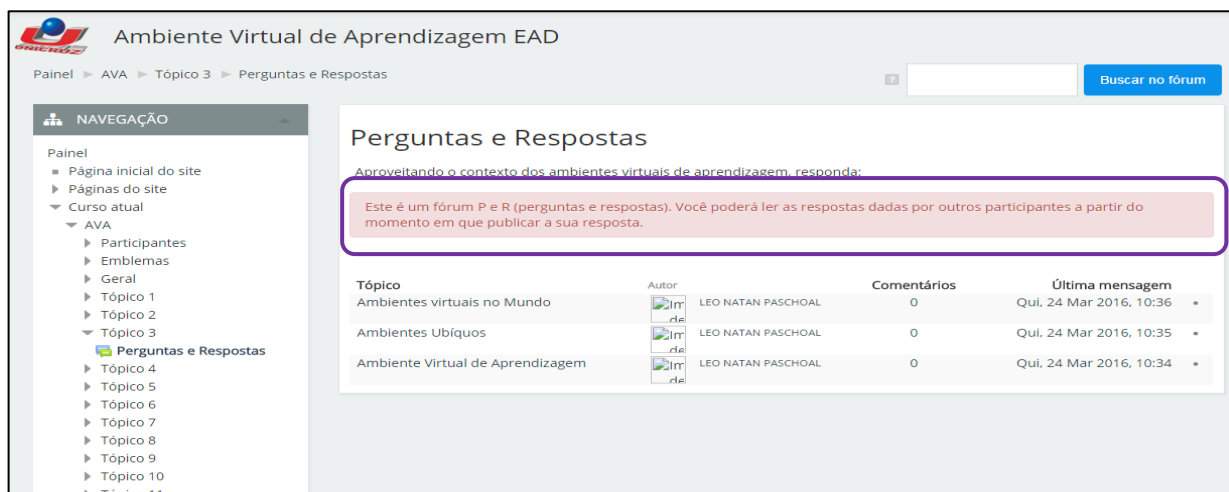 UNICRUZ
Ambiente Virtual de Aprendizagem EAD
Painel AVA Tópico 3 Perguntas e Respostas
?
Buscar no fórum
NAVEGAÇÃO
Painel
Página inicial do site
Páginas do site
Curso atual
AVA
Participantes
Emblemas
Geral
Tópico 1
Tópico 2
Tópico 3
Perguntas e Respostas
Tópico 4
Tópico 5
Tópico 6
Tópico 7
Tópico 8
Tópico 9
Tópico 10
Perguntas e Respostas
Aproveitando o contexto dos ambientes virtuais de aprendizagem, responda:
Este é um fórum P e R (perguntas e respostas). Você poderá ler as respostas dadas por outros participantes a partir do
momento em que publicar a sua resposta.
Tópico Autor Comentários Última mensagem
Ambientes virtuais no Mundo Im LEO NATAN PASCHOAL 0 Qui, 24 Mar 2016, 10:36
de
Ambientes Ubíquos Im LEO NATAN PASCHOAL 0 Qui, 24 Mar 2016, 10:35
de
Ambiente Virtual de Aprendizagem Im LEO NATAN PASCHOAL 0 Qui, 24 Mar 2016, 10:34
de